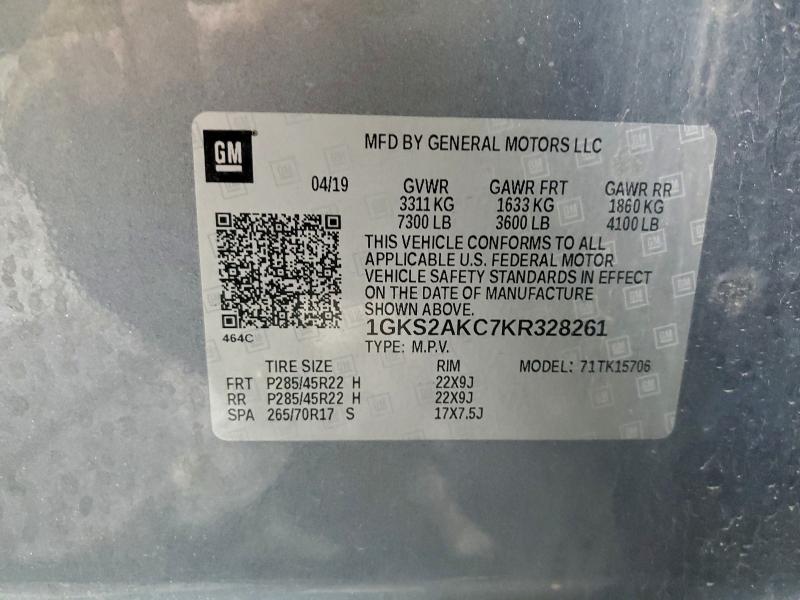 GM
MFD BY GENERAL MOTORS LLC
04/19 GVWR GAWR FRT GAWR RR
3311 KG 1633 KG 1860 KG
7300 LB 3600 LB 4100 LB
THIS VEHICLE CONFORMS TO ALL
APPLICABLE U.S. FEDERAL MOTOR
VEHICLE SAFETY STANDARDS IN EFFECT
ON THE DATE OF MANUFACTURE
SHOWN ABOVE.
1GKS2AKC7KR328261
464C
TYPE: M.P.V.
TIRE SIZE RIM MODEL: 71TK15706
FRT P285/45R22 H 22X9J
RR P285/45R22 H 22X9J
SPA 265/70R17 S 17X7.5J